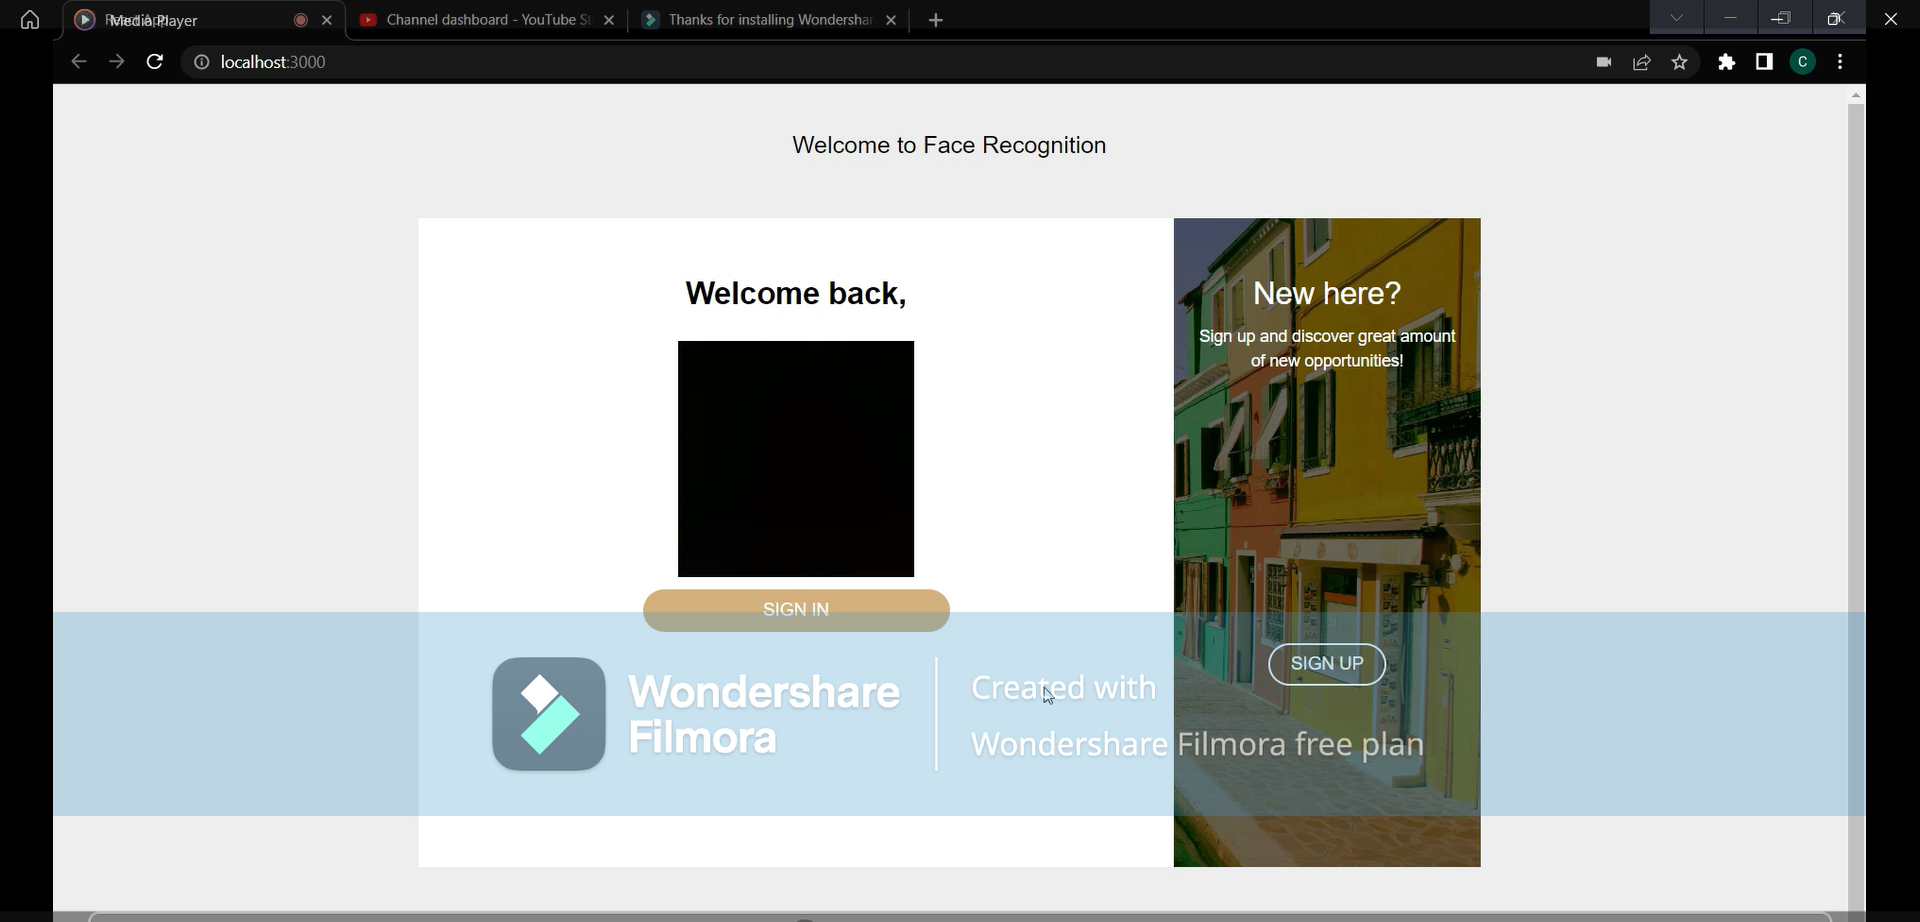 Media Player
Channel dashboard - YouTube St
Thanks for installing Wondershar
localhost:3000
C
Welcome to Face Recognition
Welcome back,
New here?
Sign up and discover great amount
of new opportunities!
SIGN IN
SIGN UP
Wondershare
Filmora
Created with
Wondershare Filmora free plan